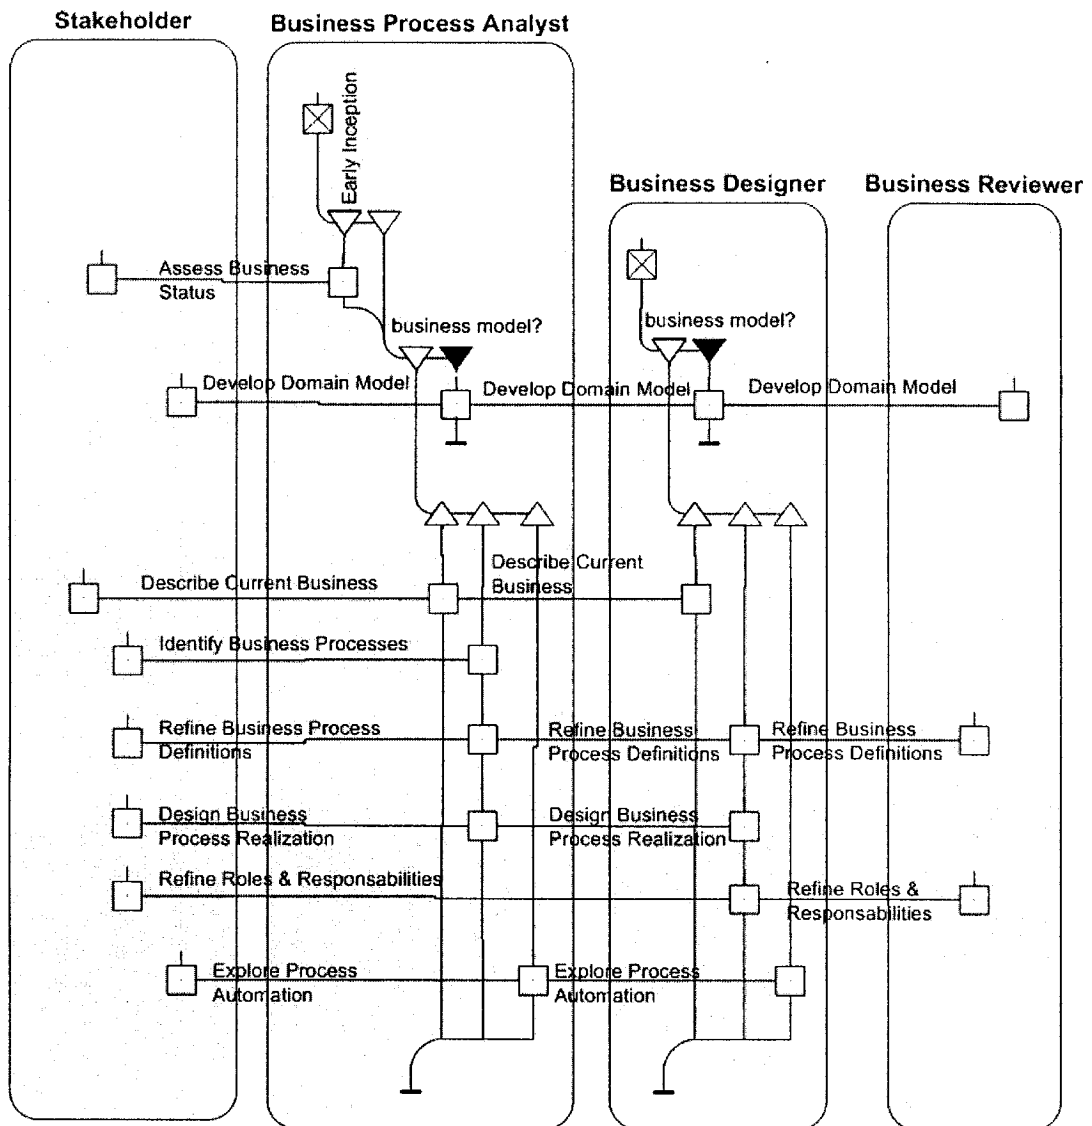 Stakeholder
Business Process Analyst
Early Inception
Business Designer
Business Reviewer
Assess Business
Status
business model?
business model?
Develop Domain Model
Develop Domain Model
Develop Domain Model
Describe Current Business
Describe Current
Business
Identify Business Processes
Refine Business Process
Definitions
Refine Business
Process Definitions
Refine Business
Process Definitions
Design Business
Process Realization
Design Business
Process Realization
Refine Roles & Responsabilities
Refine Roles &
Responsabilities
Explore Process
Automation
Explore Process
Automation